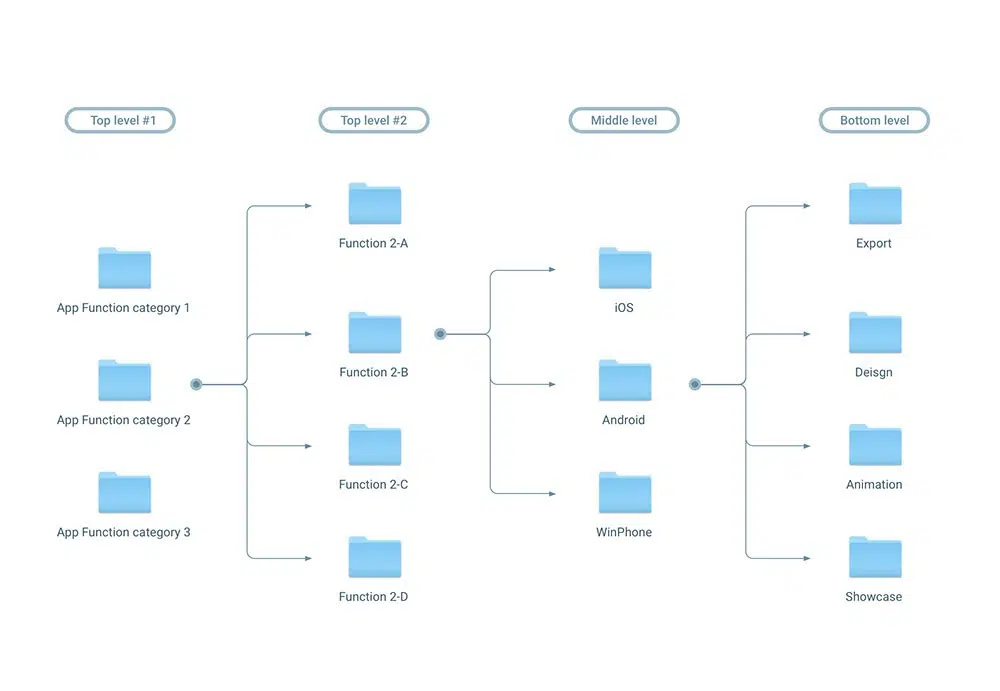 Top level #1
Top level #2
Middle level
Bottom level
Function 2-A
Export
App Function category 1
iOS
Function 2-B
Deisgn
App Function category 2
Android
Function 2-C
Animation
App Function category 3
WinPhone
Function 2-D
Showcase